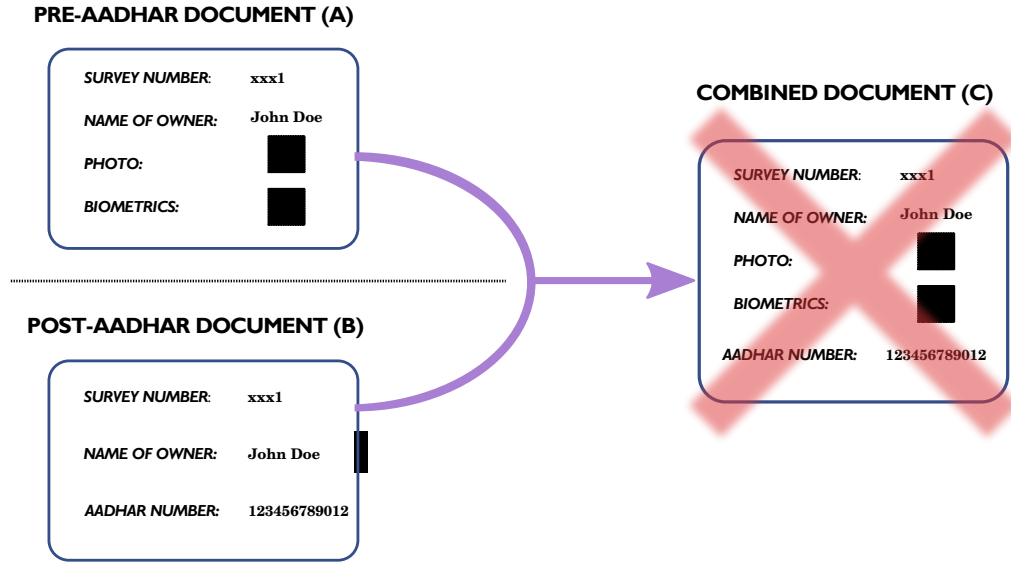 PRE-AADHAR DOCUMENT (A)
SURVEY NUMBER: xxx1
NAME OF OWNER: John Doe
PHOTO:
BIOMETRICS:
POST-AADHAR DOCUMENT (B)
SURVEY NUMBER: xxx1
NAME OF OWNER: John Doe
AADHAR NUMBER: 123456789012
COMBINED DOCUMENT (C)
SURVEY NUMBER: xxx1
NAME OF OWNER: John Doe
PHOTO:
BIOMETRICS:
AADHAR NUMBER: 123456789012